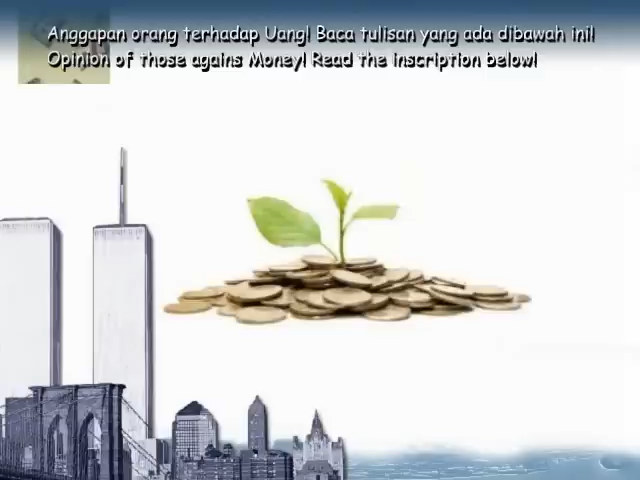 Anggapan orang terhadap Uang! Baca tulisan yang ada dibawah ini!
Opinion of those agains Money! Read the inscription below!